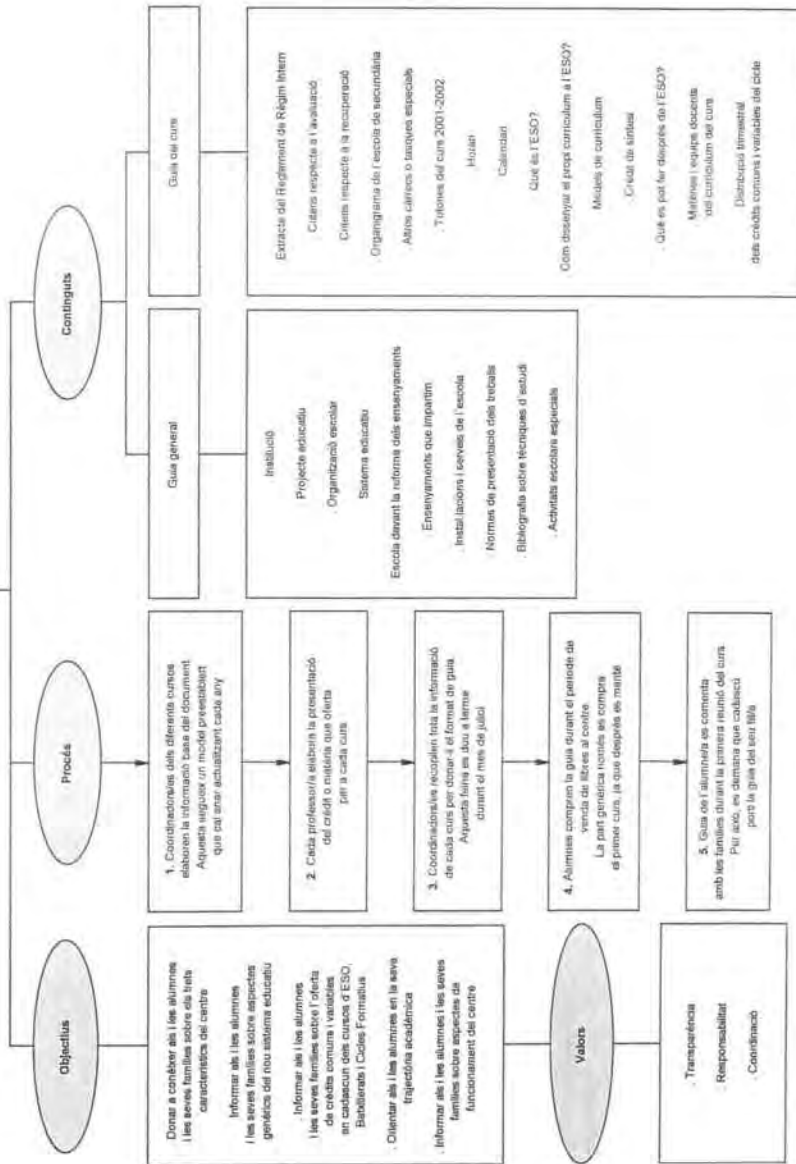 Objectius
Donar a conèixer als i les alumnes
i les seves famílies sobre els trets
característics del centre
Informar als i les alumnes
i les seves famílies sobre aspectes
genèrics del nou sistema educatiu
. Informar als i les alumnes
i les seves famílies sobre l'oferta
de crèdits comuns i variables
en cadascun dels cursos d'ESO,
Batxillerats i Cicles Formatius
. Orientar als i les alumnes en la seva
trajectòria acadèmica
. Informar als i les alumnes i les seves
famílies sobre aspectes de
funcionament del centre
Valors
. Transparència
. Responsabilitat
. Coordinació
Procés
1. Coordinadors/es dels diferents cursos
elaboren la informació base del document
Aquesta segueix un model preestablert
que cal anar actualitzant cada any
2. Cada professor/a elabora la presentació
del crèdit o matèria que oferta
per a cada curs
3. Coordinadors/es recopilen tota la informació
de cada curs per donar-li el format de guia.
Aquesta feina es dou a terme
durant el mes de juliol
4. Alumnes compren la guia durant el període de
venda de llibres al centre.
La part genèrica només es compra
el primer curs, ja que després es manté
5. Guia de l'alumne/a es comenta
amb les famílies durant la primera reunió del curs
Per això, es demana que cadascú
porti la guia del seu fill/a
Continguts
Guia general
Institució
Projecte educatiu
. Organització escolar
Sistema educatiu
Escola davant la reforma dels ensenyaments
. Ensenyaments que impartim
. Instal·lacions i serveis de l'escola
. Normes de presentació dels treballs
. Bibliografia sobre tècniques d'estudi
. Activitats escolars especials
Guia del curs
Extracte del Reglament de Règim Intern
. Criteris respecte a l'avaluació
Criteris respecte a la recuperació
. Organigrama de l'escola de secundària
. Altres càrrecs o tasques especials
. Tutories del curs 2001-2002
Horari
Calendari
Què és l'ESO?
. Com dissenyar el propi currículum a l'ESO?
Models de currículum
. Crèdit de síntesi
. Què es pot fer després de l'ESO?
. Matèries i equips docents
del currículum del curs
Distribució trimestral
dels crèdits comuns i variables del cicle